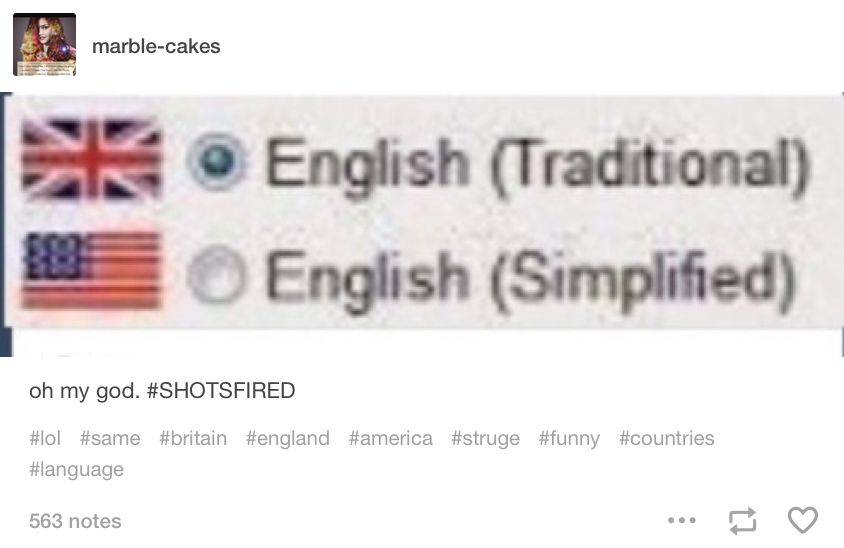 marble-cakes
English (Traditional)
English (Simplified)
oh my god. #SHOTSFIRED
#lol #same #britain #england #america #struge #funny #countries
#language
563 notes